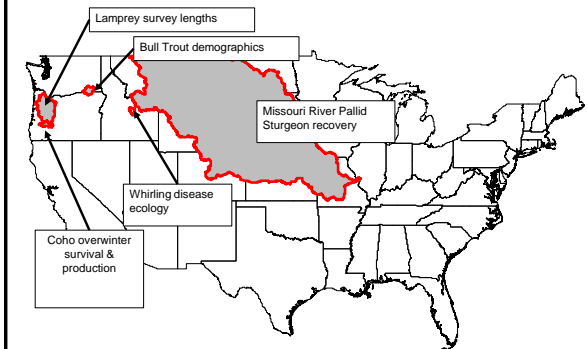 Lamprey survey lengths
Bull Trout demographics
Missouri River Pallid
Sturgeon recovery
Whirling disease
ecology
Coho overwinter
survival &
production